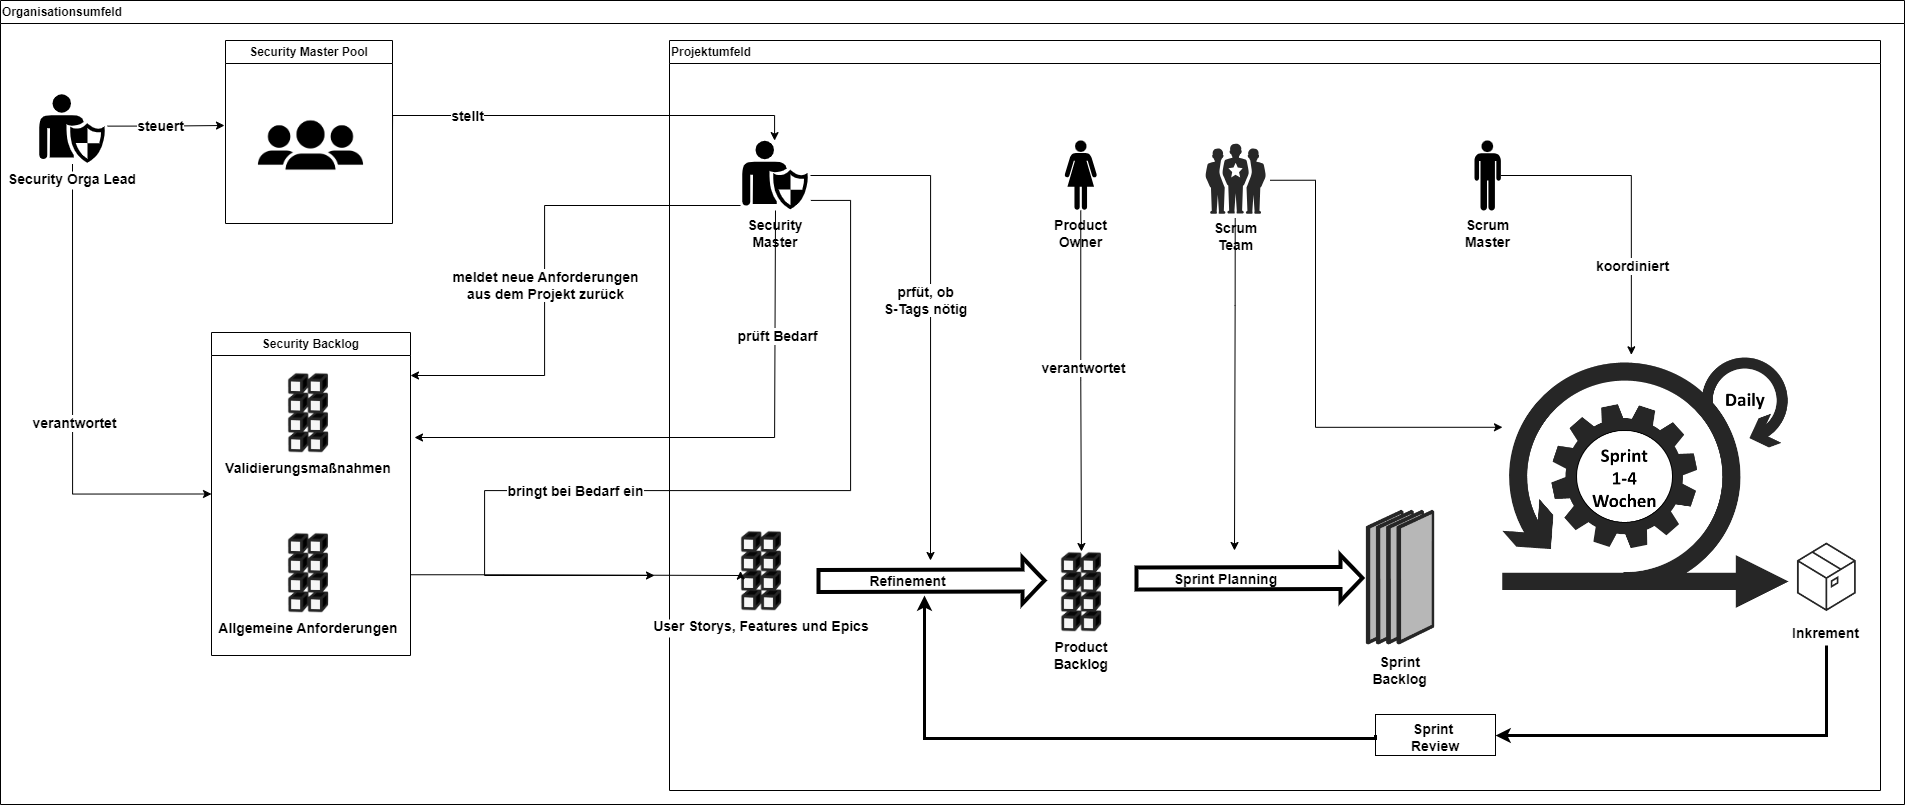 Organisationsumfeld
Security Master Pool
Projektumfeld
steuert
stellt
Security Orga Lead
Security
Master
Product
Owner
Scrum
Team
Scrum
Master
koordiniert
meldet neue Anforderungen
aus dem Projekt zurück
prfüt, ob
S-Tags nötig
prüft Bedarf
Security Backlog
verantwortet
Daily
verantwortet
Sprint
1-4
Wochen
Validierungsmaßnahmen
bringt bei Bedarf ein
Refinement
Sprint Planning
Allgemeine Anforderungen
User Storys, Features und Epics
Inkrement
Product
Backlog
Sprint
Backlog
Sprint
Review